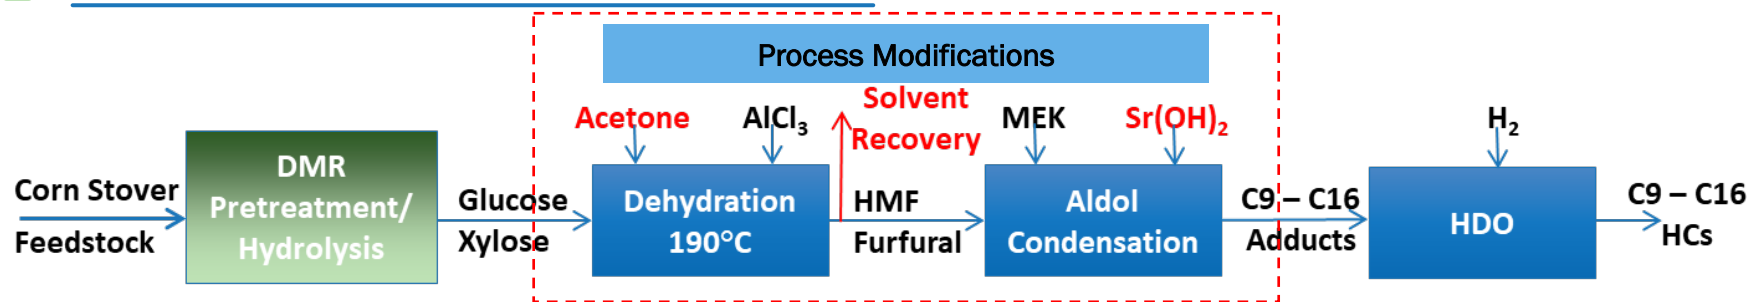 Process Modifications
Corn Stover
Feedstock
DMR
Pretreatment/
Hydrolysis
Glucose
Xylose
Acetone
AlCl₃
Dehydration
190°C
Solvent
Recovery
HMF
Furfural
MEK
Sr(OH)₂
Aldol
Condensation
C9 – C16
Adducts
H₂
HDO
C9 – C16
HCs